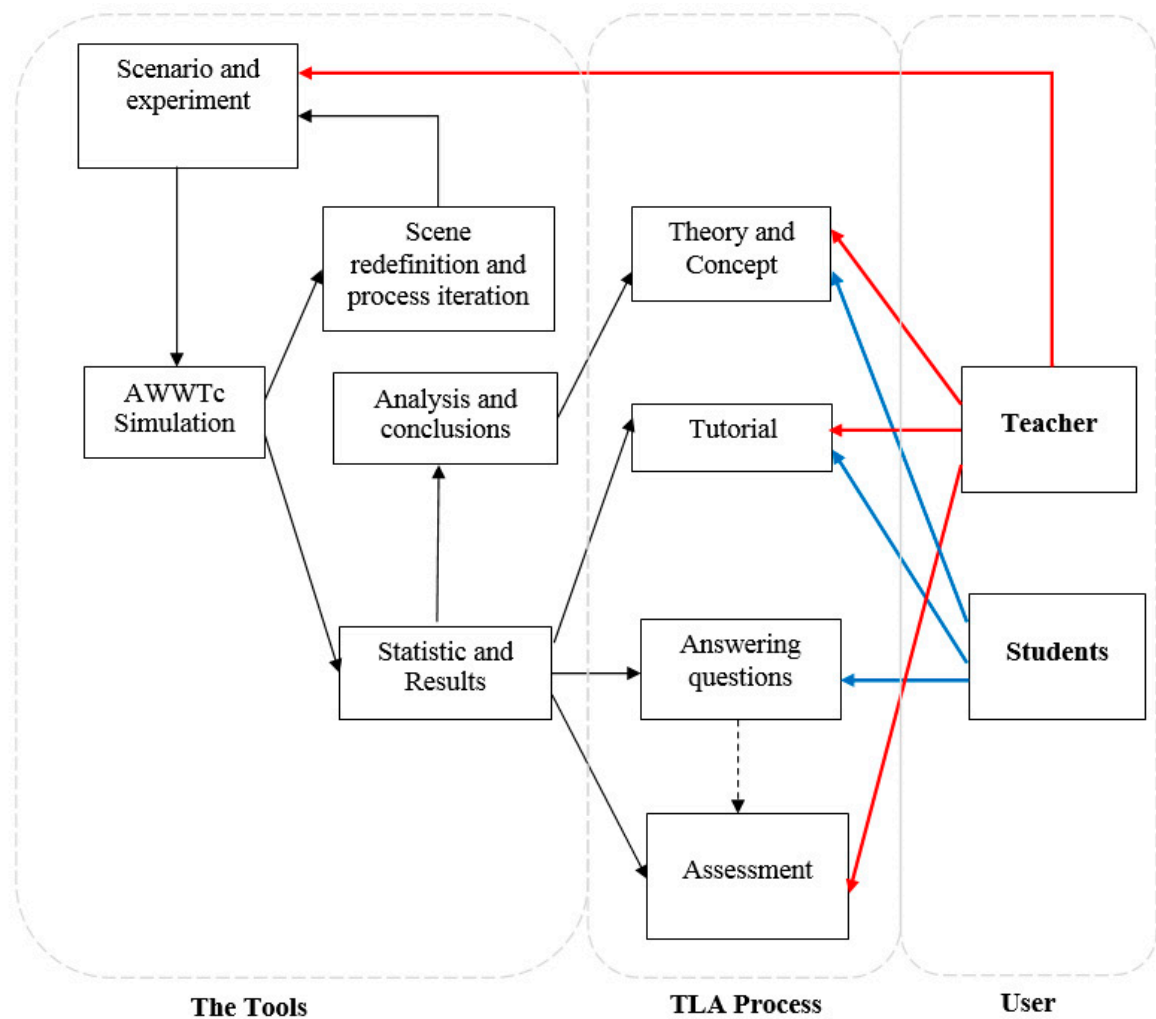 Scenario and
experiment
Scene
redefinition and
process iteration
Theory and
Concept
AWWTc
Simulation
Analysis and
conclusions
Tutorial
Teacher
Statistic and
Results
Answering
questions
Students
Assessment
The Tools
TLA Process
User